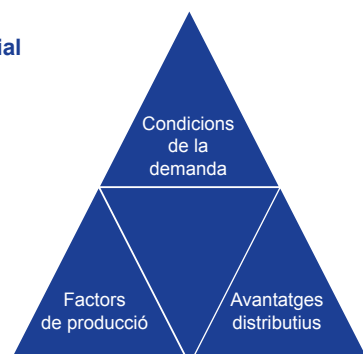 ial
Condicions
de la
demanda
Factors
de producció
Avantatges
distributius